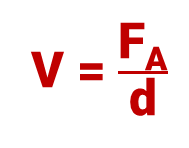 V = F_A / d